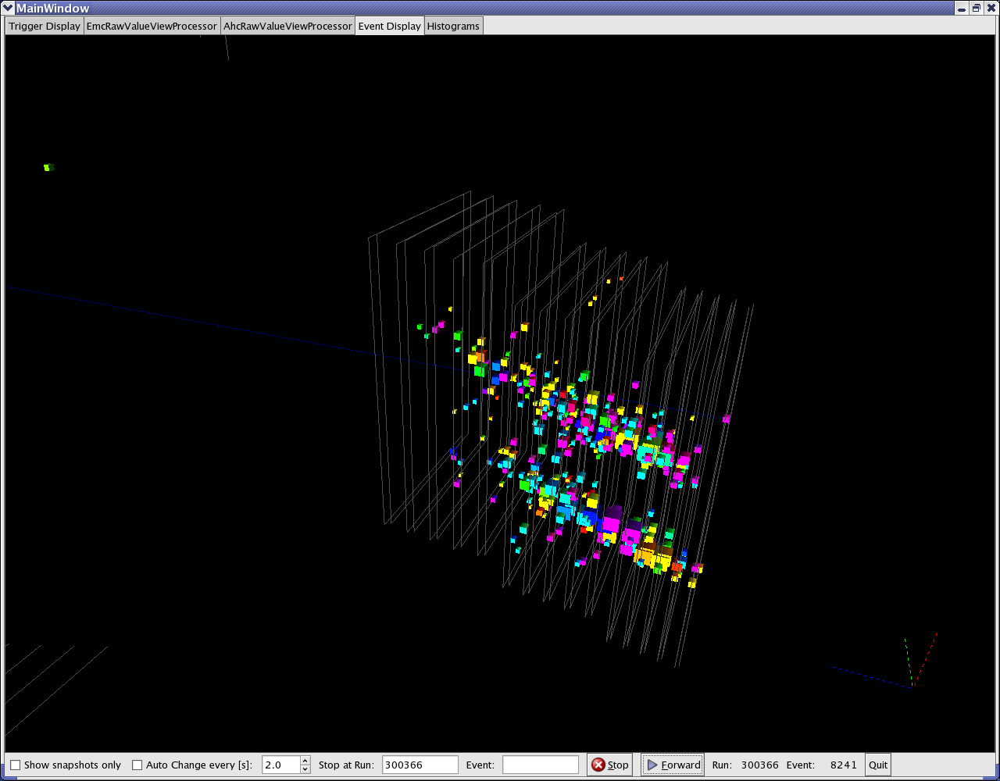 MainWindow
Trigger Display EmcRawValueViewProcessor AhcRawValueViewProcessor Event Display Histograms
Show snapshots only Auto Change every [s]: 2.0 Stop at Run: 300366 Event: Stop Forward Run: 300366 Event: 8241 Quit